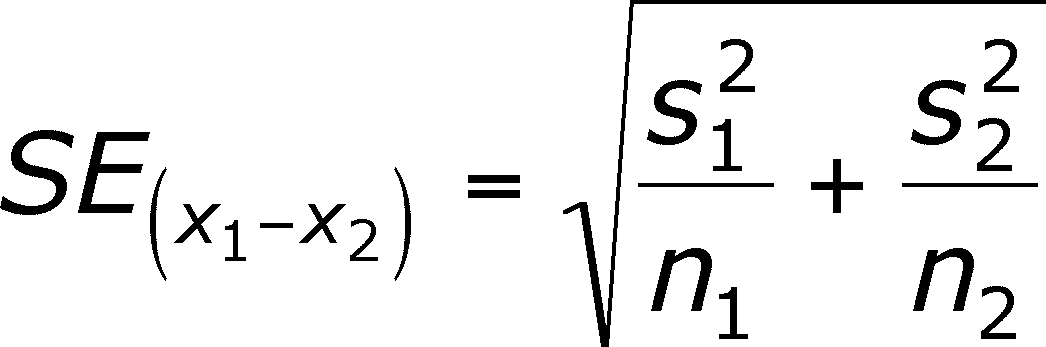 SE₍ₓ₁₋ₓ₂₎ = √(s₁²/n₁ + s₂²/n₂)